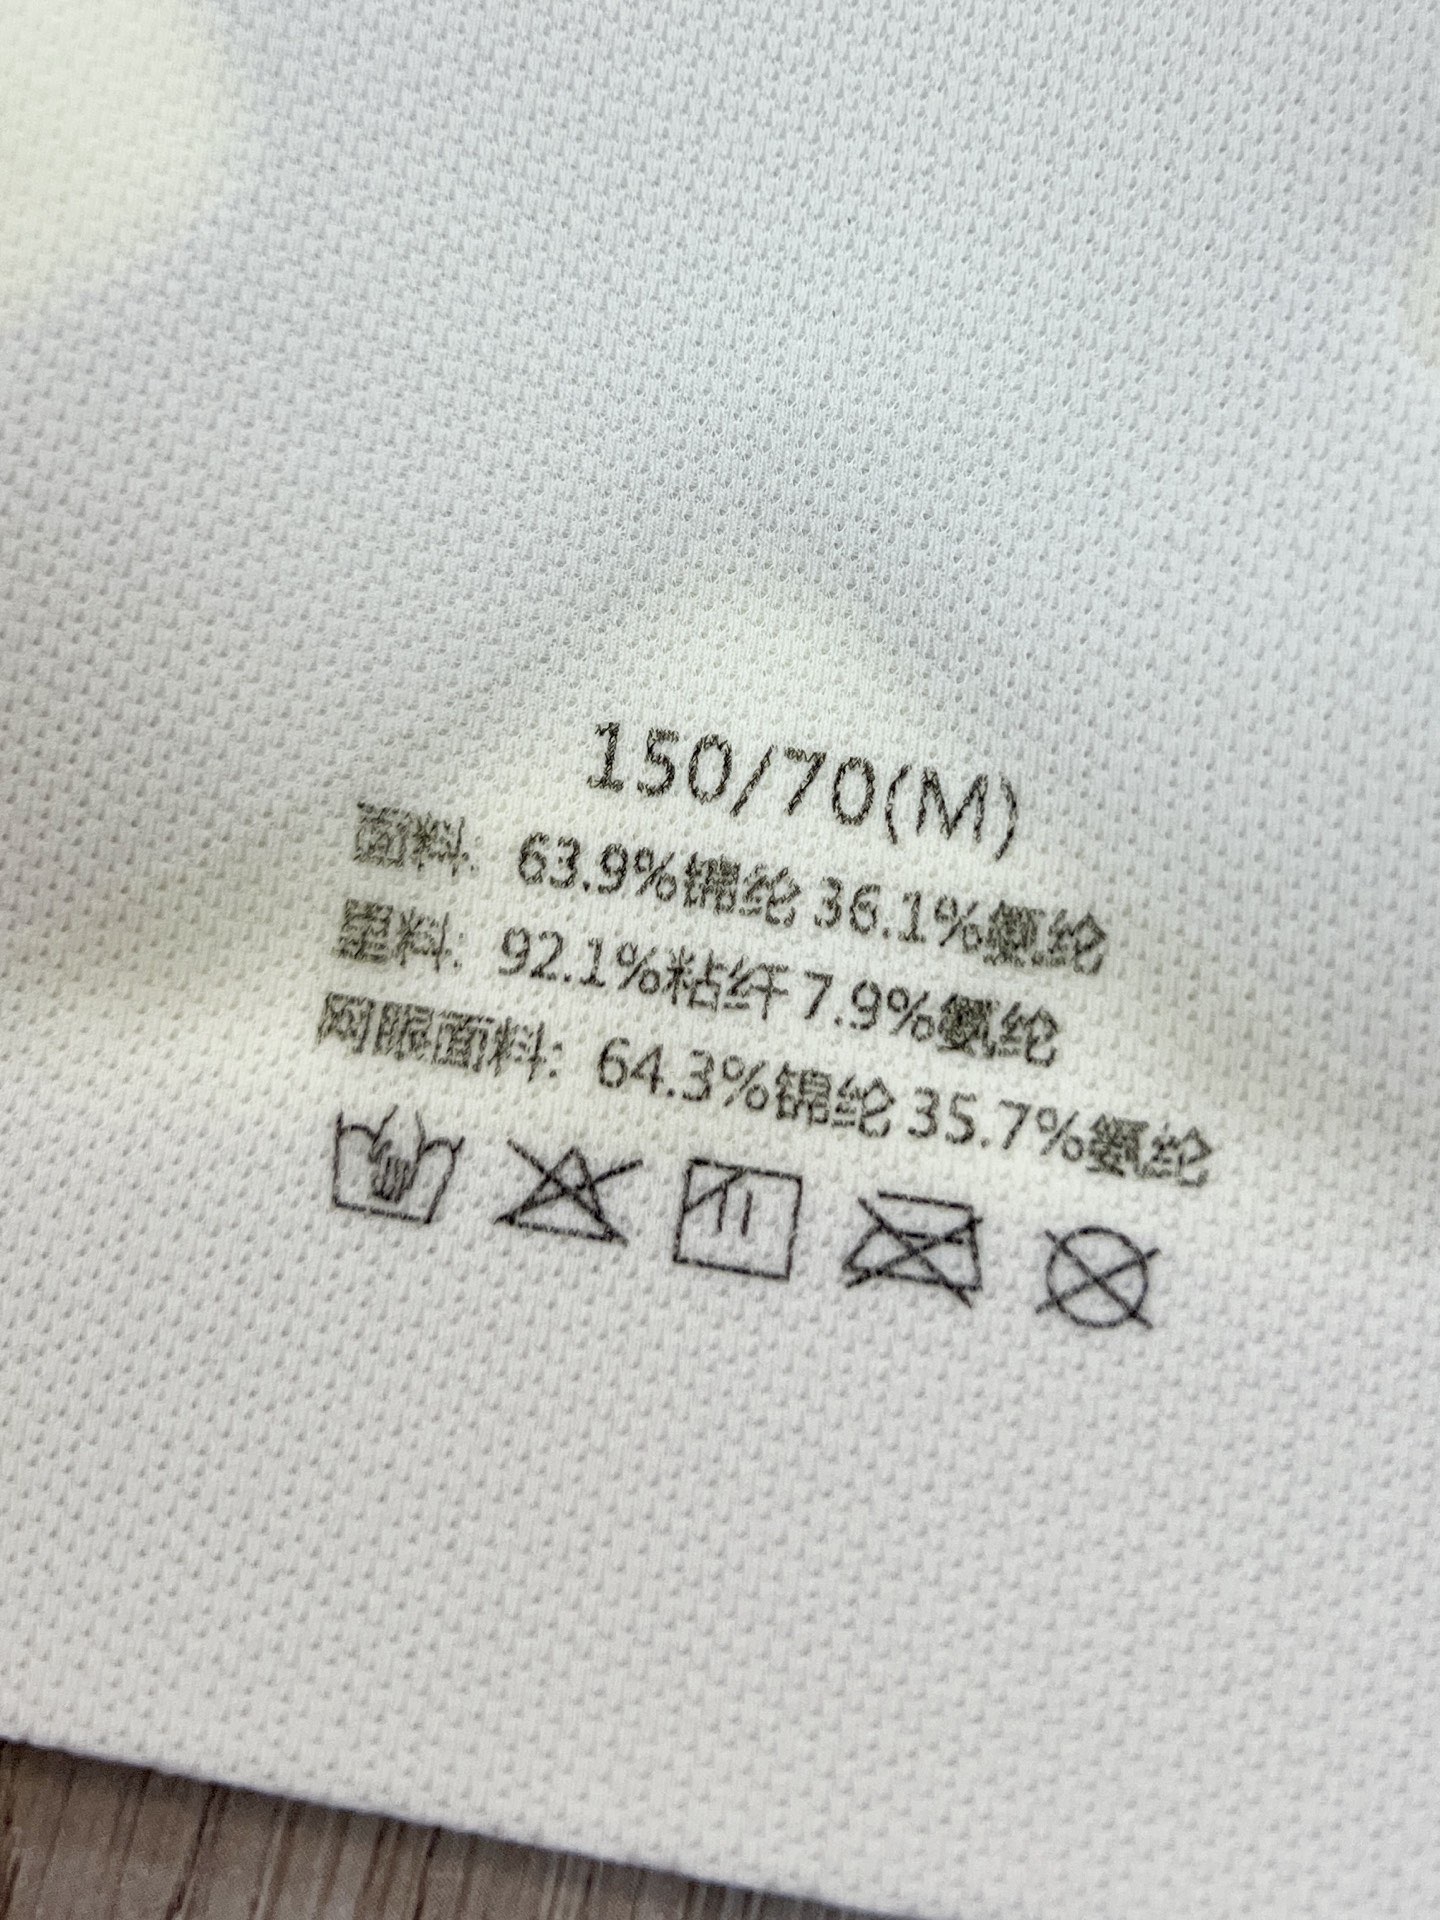 150/70(M)
面料: 63.9%锦纶 36.1%氨纶
里料: 92.1%粘纤 7.9%氨纶
网眼面料: 64.3%锦纶 35.7%氨纶